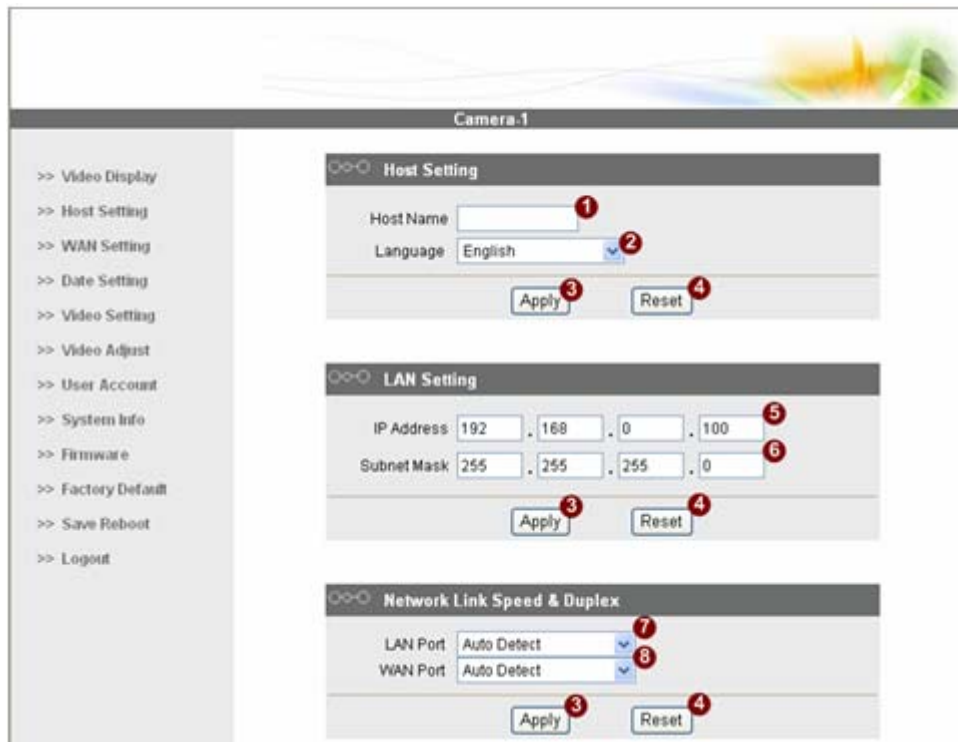 Camera-1
>> Video Display
>> Host Setting
>> WAN Setting
>> Date Setting
>> Video Setting
>> Video Adjust
>> User Account
>> System Info
>> Firmware
>> Factory Default
>> Save Reboot
>> Logout
Host Setting
Host Name 1
Language English 2
Apply 3 Reset 4
LAN Setting
IP Address 192 . 168 . 0 . 100 5
Subnet Mask 255 . 255 . 255 . 0 6
Apply 3 Reset 4
Network Link Speed & Duplex
LAN Port Auto Detect 7
WAN Port Auto Detect 8
Apply 3 Reset 4